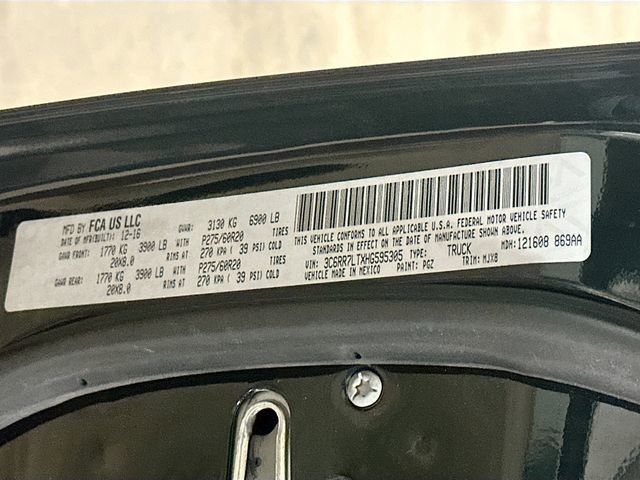 MFD BY FCA US LLC
DATE OF MFR(BUILT): 12-16 GVWR: 3130 KG 6900 LB
GAWR FRONT: 1770 KG 3900 LB WITH TIRES P275/60R20
20X8.0 RIMS AT 270 KPA ( 39 PSI) COLD
GAWR REAR: 1770 KG 3900 LB WITH TIRES P275/60R20
20X8.0 RIMS AT 270 KPA ( 39 PSI) COLD
THIS VEHICLE CONFORMS TO ALL APPLICABLE U.S.A. FEDERAL MOTOR VEHICLE SAFETY
STANDARDS IN EFFECT ON THE DATE OF MANUFACTURE SHOWN ABOVE.
VIN: 3C6RR7LTXHG595305 TYPE: TRUCK MDH: 121608 869AA
VEHICLE MADE IN MEXICO PAINT: PGZ TRIM: MJX8